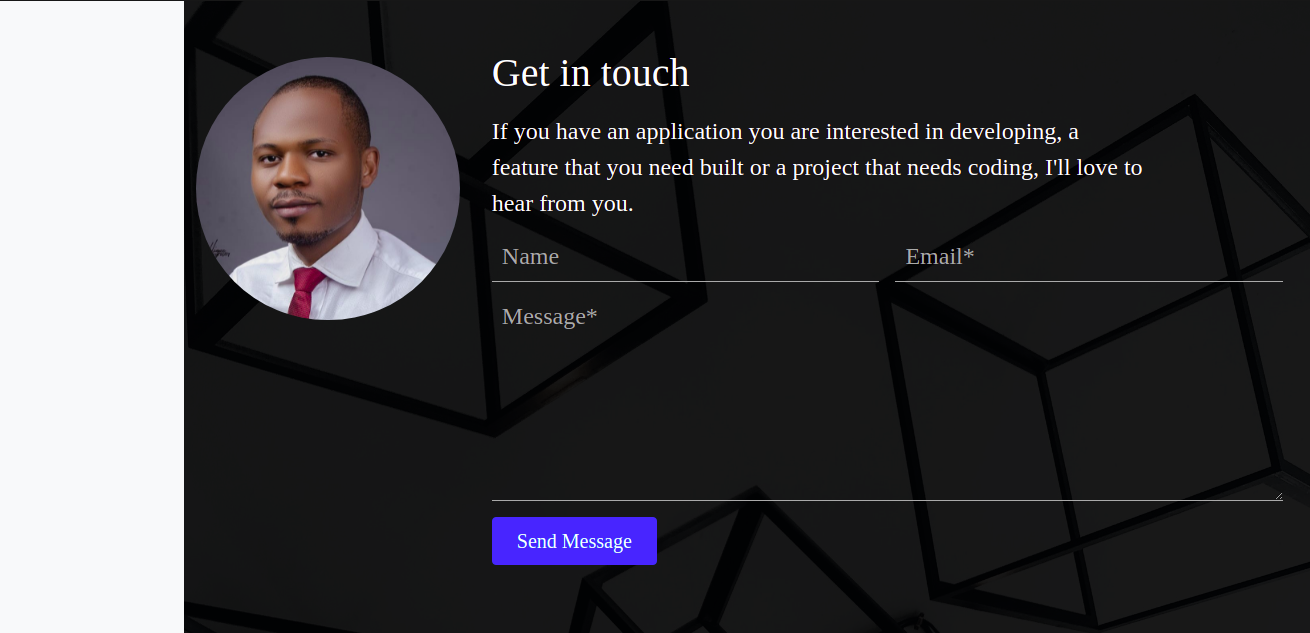 Get in touch
If you have an application you are interested in developing, a
feature that you need built or a project that needs coding, I'll love to
hear from you.
Name
Email*
Message*
Send Message